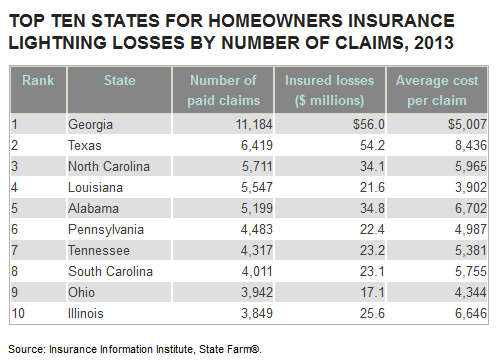 TOP TEN STATES FOR HOMEOWNERS INSURANCE
LIGHTNING LOSSES BY NUMBER OF CLAIMS, 2013
Rank State Number of paid claims Insured losses ($ millions) Average cost per claim
1 Georgia 11,184 $56.0 $5,007
2 Texas 6,419 54.2 8,436
3 North Carolina 5,711 34.1 5,965
4 Louisiana 5,547 21.6 3,902
5 Alabama 5,199 34.8 6,702
6 Pennsylvania 4,483 22.4 4,987
7 Tennessee 4,317 23.2 5,381
8 South Carolina 4,011 23.1 5,755
9 Ohio 3,942 17.1 4,344
10 Illinois 3,849 25.6 6,646
Source: Insurance Information Institute, State Farm®.